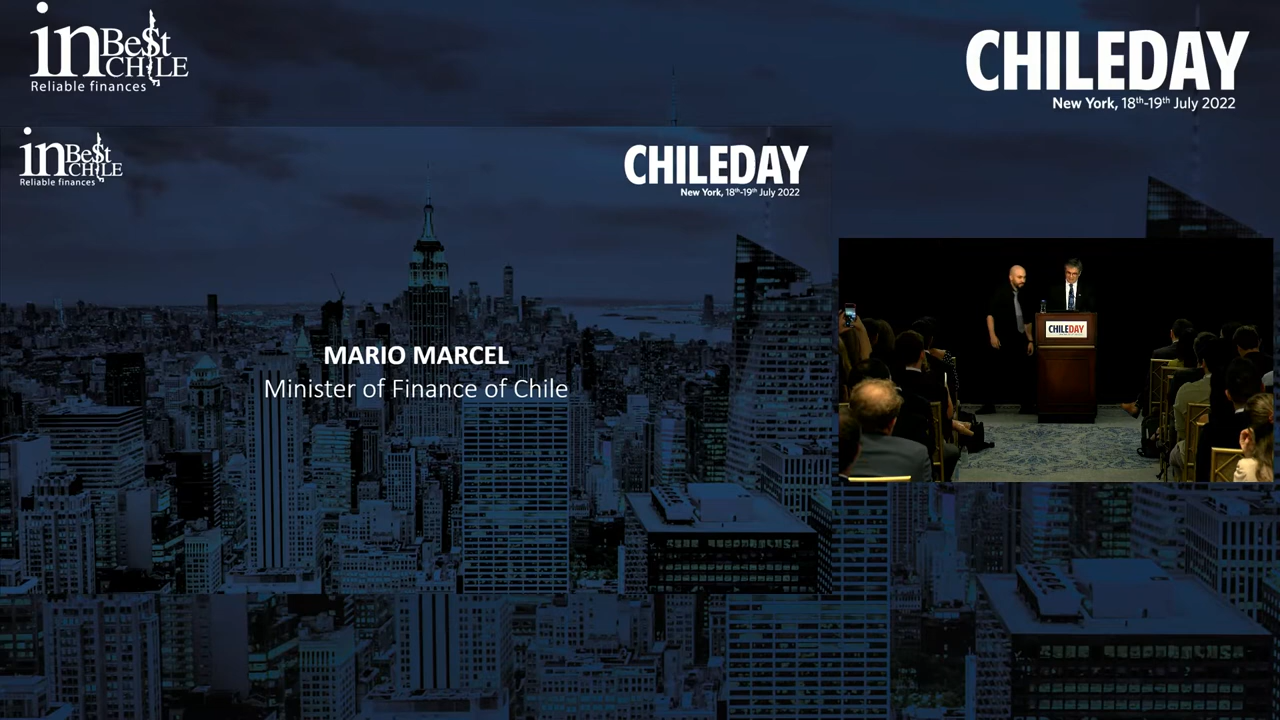 inBe$t
CHILE
Reliable finances
CHILEDAY
New York, 18th-19th July 2022
inBe$t
CHILE
Reliable finances
CHILEDAY
New York, 18th-19th July 2022
MARIO MARCEL
Minister of Finance of Chile
CHILEDAY